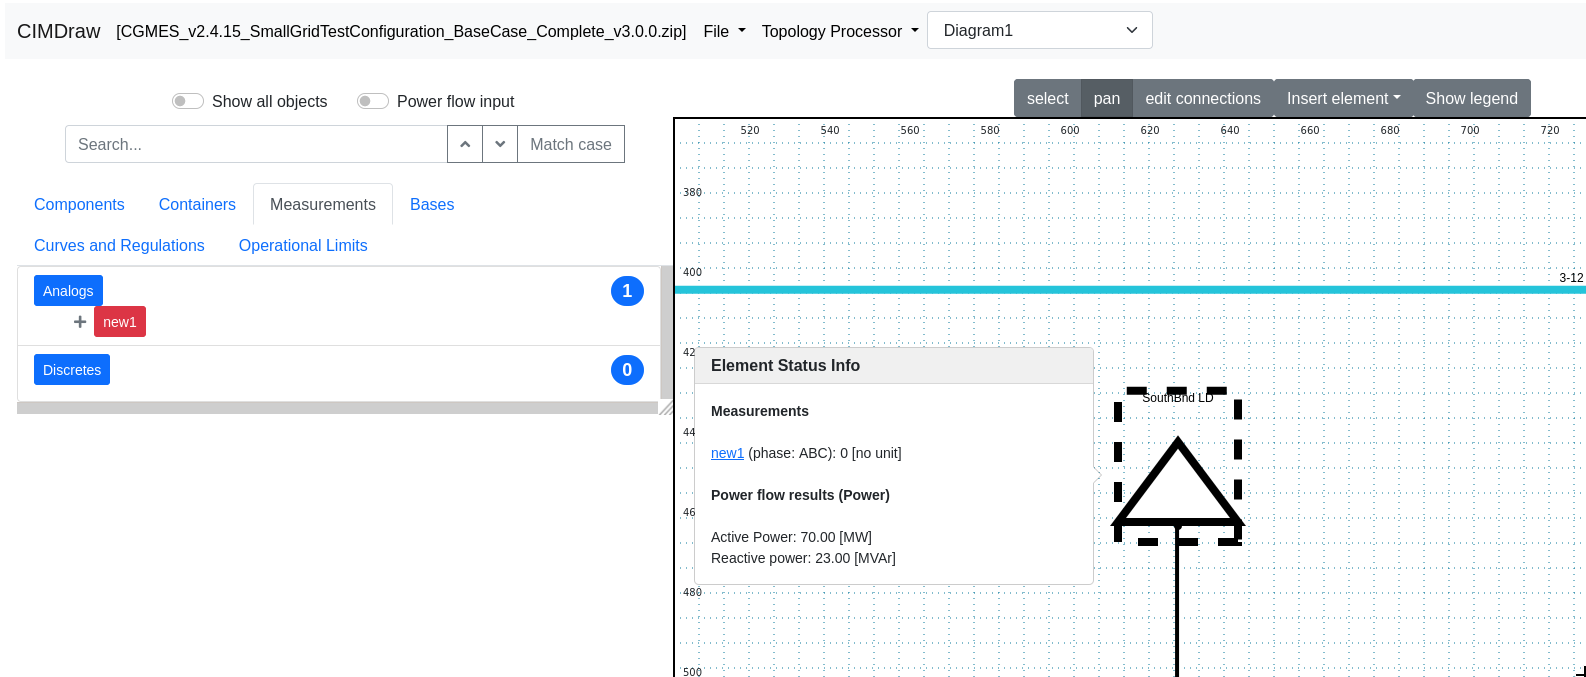 CIMDraw [CGMES_v2.4.15_SmallGridTestConfiguration_BaseCase_Complete_v3.0.0.zip] File Topology Processor Diagram1
Show all objects Power flow input
select pan edit connections Insert element Show legend
Search... Match case
Components Containers Measurements Bases
Curves and Regulations Operational Limits
Analogs 1
new1
Discretes 0
520 540 560 580 600 620 640 660 680 700 720
380
400
3-12
42
44
46
480
500
Element Status Info
Measurements
new1 (phase: ABC): 0 [no unit]
Power flow results (Power)
Active Power: 70.00 [MW]
Reactive power: 23.00 [MVAr]
SouthBnd LD